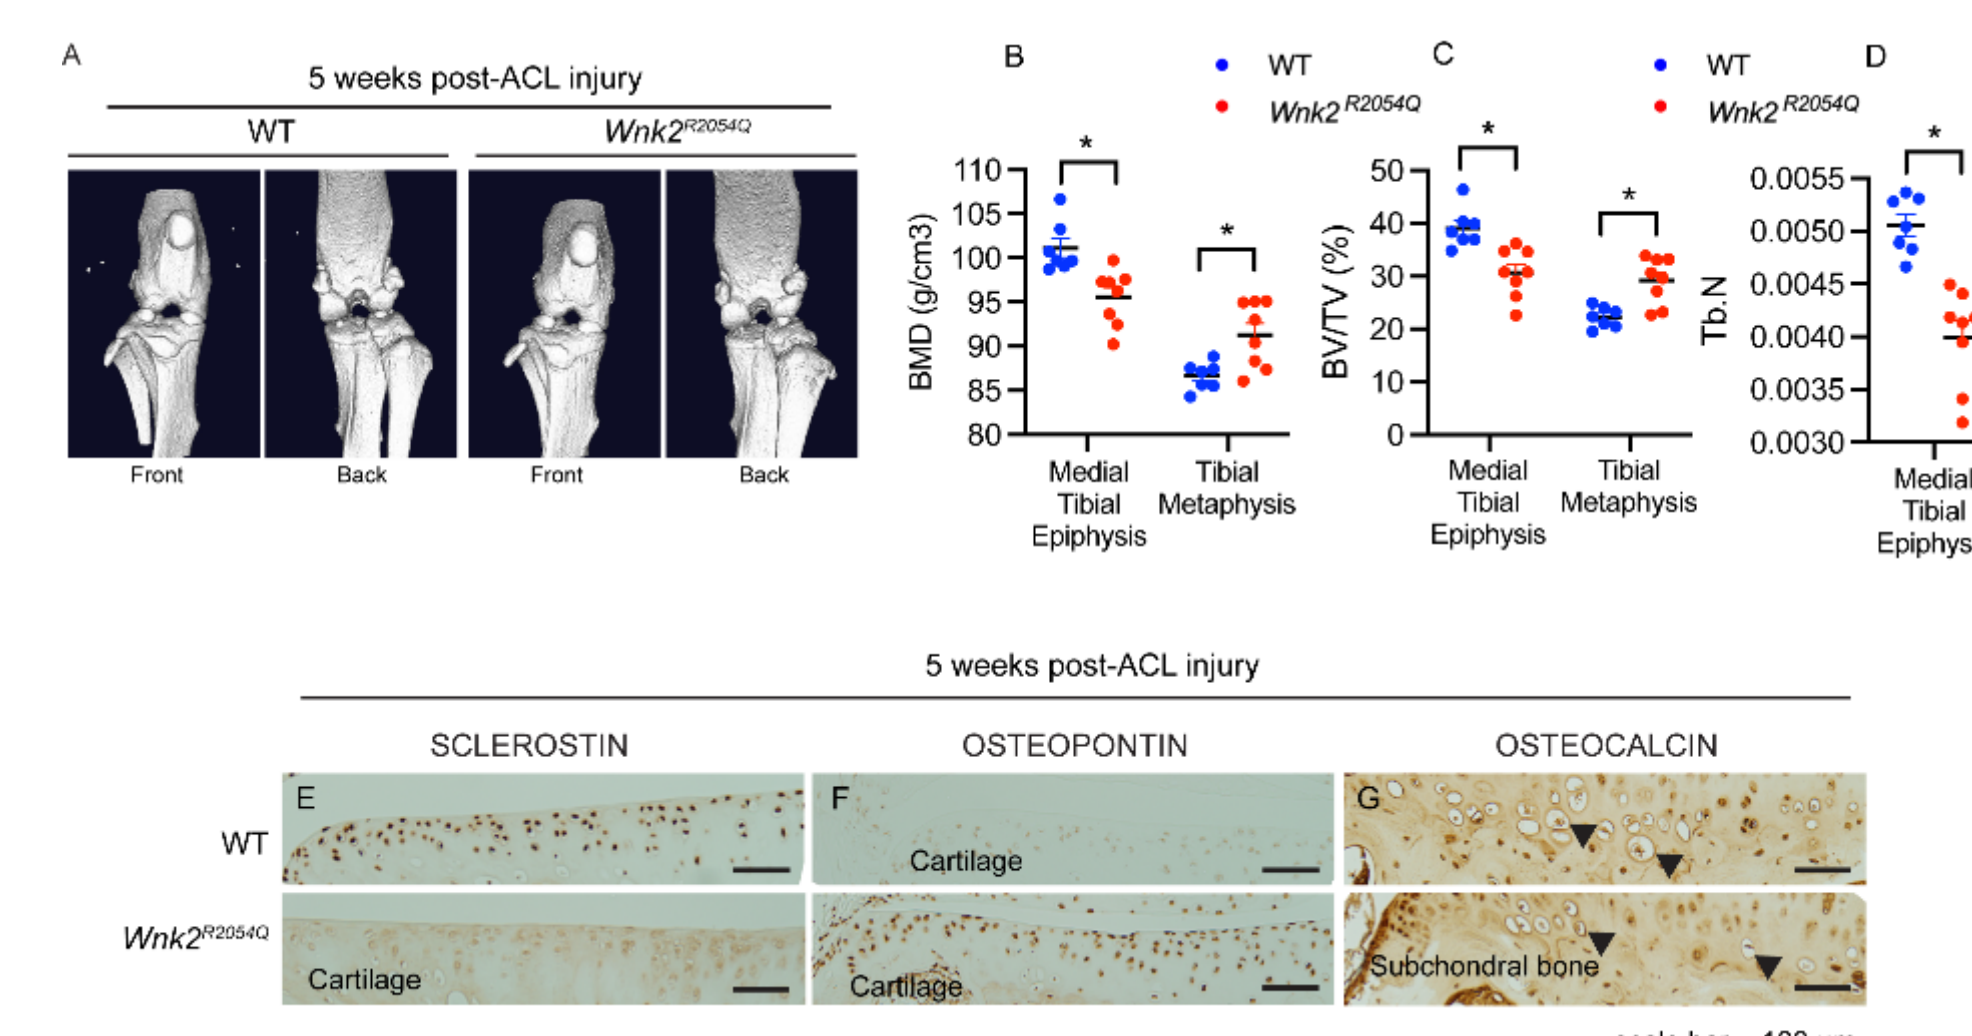 A
5 weeks post-ACL injury
WT
Wnk2R2054Q
Front
Back
Front
Back
B
WT
Wnk2 R2054Q
*
*
110
105
100
95
90
85
80
BMD (g/cm3)
Medial
Tibial
Epiphysis
Tibial
Metaphysis
C
WT
Wnk2 R2054Q
*
*
50
40
30
20
10
0
BV/TV (%)
Medial
Tibial
Epiphysis
Tibial
Metaphysis
D
*
0.0055
0.0050
0.0045
0.0040
0.0035
0.0030
Tb.N
Medial
Tibial
Epiphys
5 weeks post-ACL injury
SCLEROSTIN
OSTEOPONTIN
OSTEOCALCIN
WT
E
F
Cartilage
G
Wnk2R2054Q
Cartilage
Cartilage
Subchondral bone